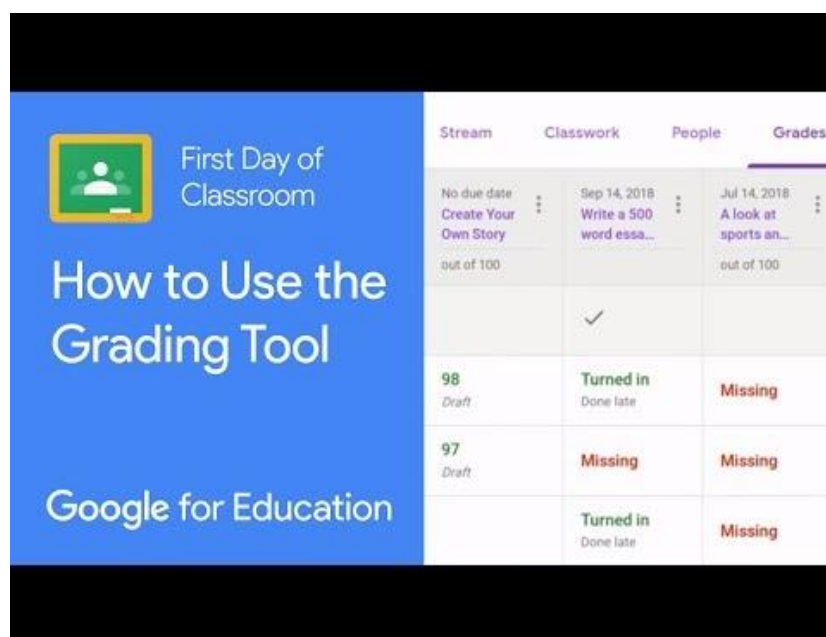 First Day of
Classroom
How to Use the
Grading Tool
Google for Education
Stream Classwork People Grades
No due date
Create Your
Own Story
out of 100
Sep 14, 2018
Write a 500
word essa...
Jul 14, 2018
A look at
sports an...
out of 100
98
Draft
Turned in
Done late
Missing
97
Draft
Missing
Missing
Turned in
Done late
Missing